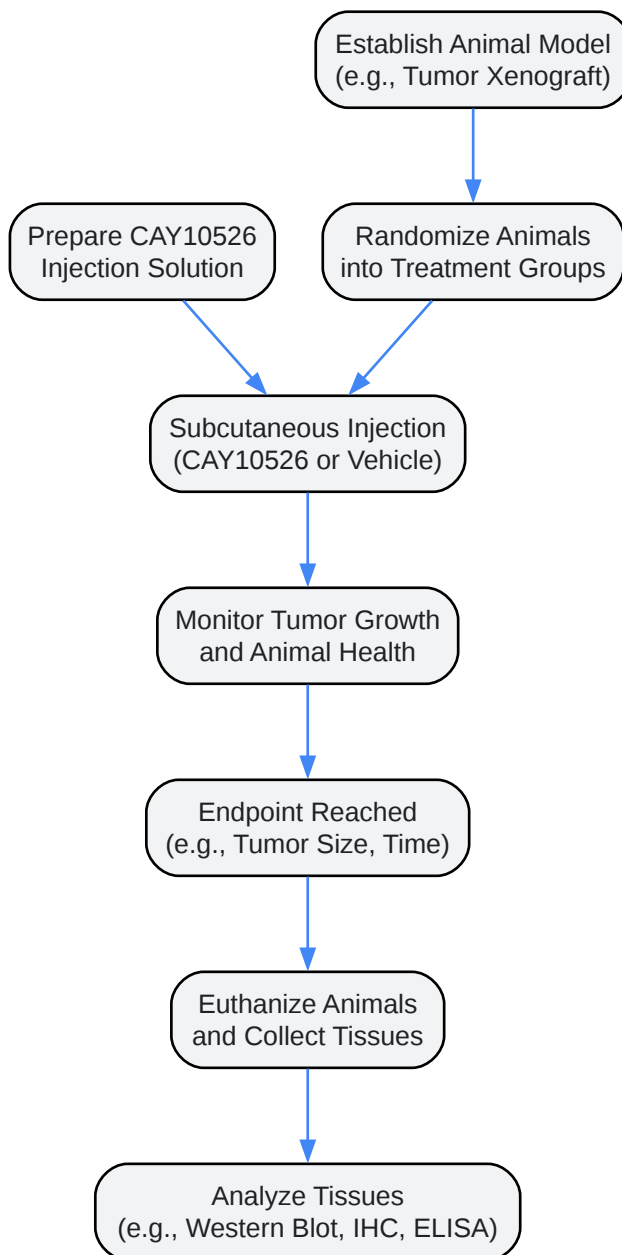 Establish Animal Model
(e.g., Tumor Xenograft)
Prepare CAY10526
Injection Solution
Randomize Animals
into Treatment Groups
Subcutaneous Injection
(CAY10526 or Vehicle)
Monitor Tumor Growth
and Animal Health
Endpoint Reached
(e.g., Tumor Size, Time)
Euthanize Animals
and Collect Tissues
Analyze Tissues
(e.g., Western Blot, IHC, ELISA)